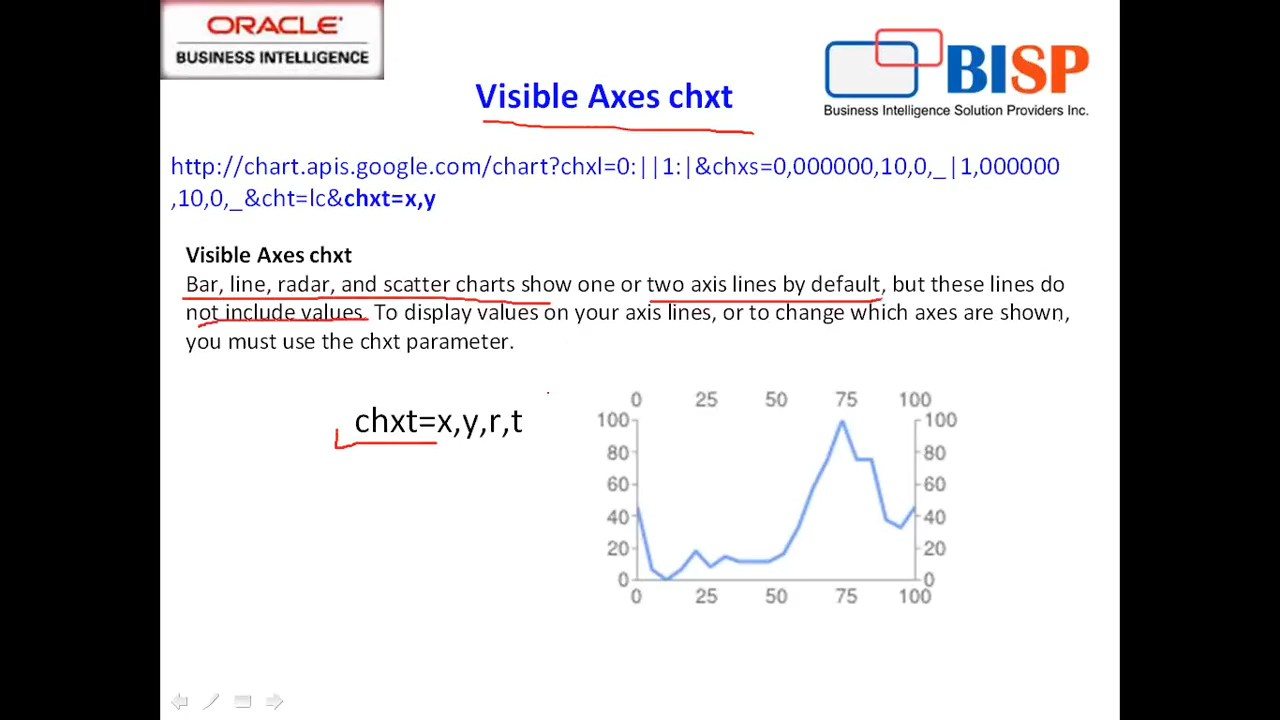 ORACLE
BUSINESS INTELLIGENCE
BISP
Business Intelligence Solution Providers Inc.
Visible Axes chxt
http://chart.apis.google.com/chart?chxl=0:||1:|&chxs=0,000000,10,0,_|1,000000
,10,0,_&cht=lc&chxt=x,y
Visible Axes chxt
Bar, line, radar, and scatter charts show one or two axis lines by default, but these lines do
not include values. To display values on your axis lines, or to change which axes are shown,
you must use the chxt parameter.
chxt=x,y,r,t
0 25 50 75 100
100 100
80 80
60 60
40 40
20 20
0 0
0 25 50 75 100